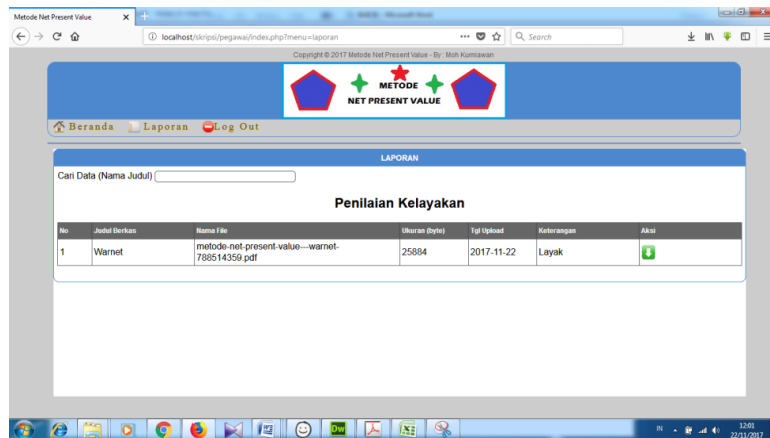 Metode Net Present Value
localhost/skripsi/pegawai/index.php?menu=laporan
Search
Copyright © 2017 Metode Net Present Value - By : Moh Kurniawan
METODE
NET PRESENT VALUE
Beranda Laporan Log Out
LAPORAN
Cari Data (Nama Judul)
Penilaian Kelayakan
No Judul Berkas Nama File Ukuran (byte) Tgl Upload Keterangan Aksi
1 Warnet metode-net-present-value---warnet-
788514359.pdf 25884 2017-11-22 Layak
Dw
IN
12:01
22/11/2017